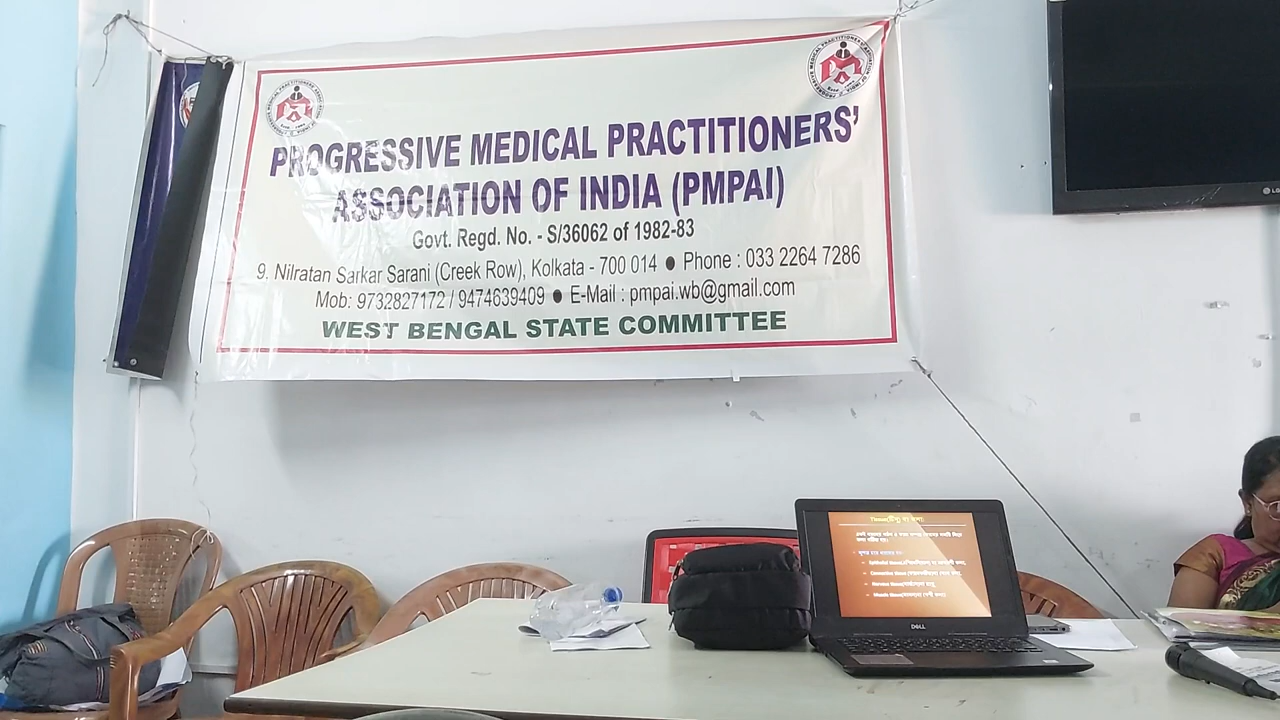 PROGRESSIVE MEDICAL PRACTITIONERS'
ASSOCIATION OF INDIA (PMPAI)
Govt. Regd. No. - S/36062 of 1982-83
9, Nilratan Sarkar Sarani (Creek Row), Kolkata - 700 014 ● Phone : 033 2264 7286
Mob: 9732827172 / 9474639409 ● E-Mail : pmpai.wb@gmail.com
WEST BENGAL STATE COMMITTEE
LG
DELL